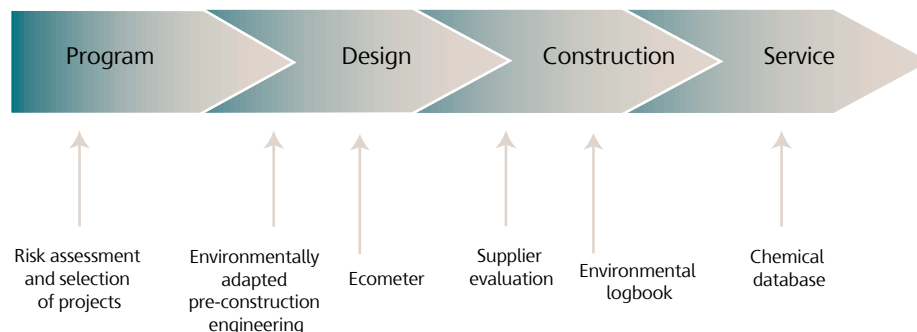 Program
Design
Construction
Service
Risk assessment
and selection
of projects
Environmentally
adapted
pre-construction
engineering
Ecometer
Supplier
evaluation
Environmental
logbook
Chemical
database